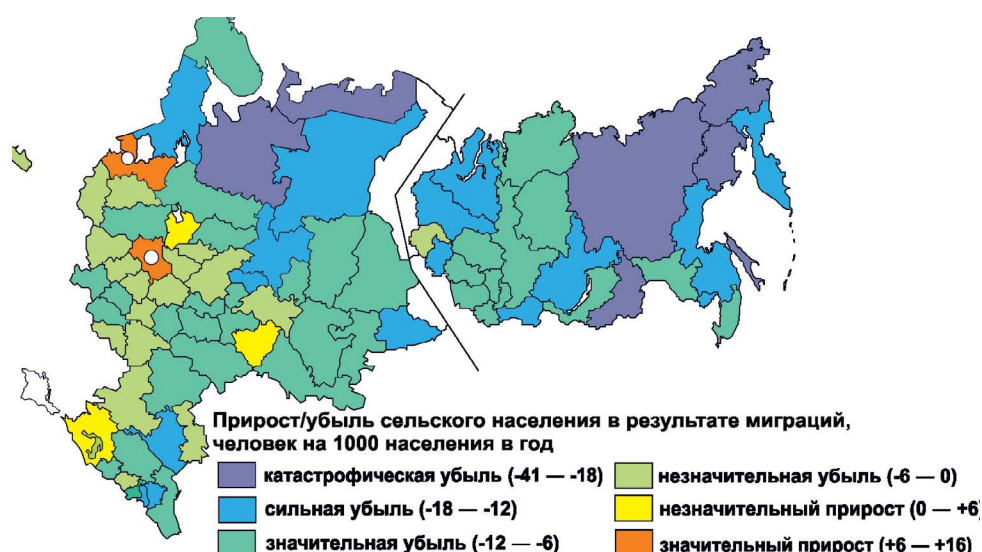 Прирост/убыль сельского населения в результате миграций,
человек на 1000 населения в год
катастрофическая убыль (-41 — -18)
незначительная убыль (-6 — 0)
сильная убыль (-18 — -12)
незначительный прирост (0 — +6)
значительная убыль (-12 — -6)
значительный прирост (+6 — +16)